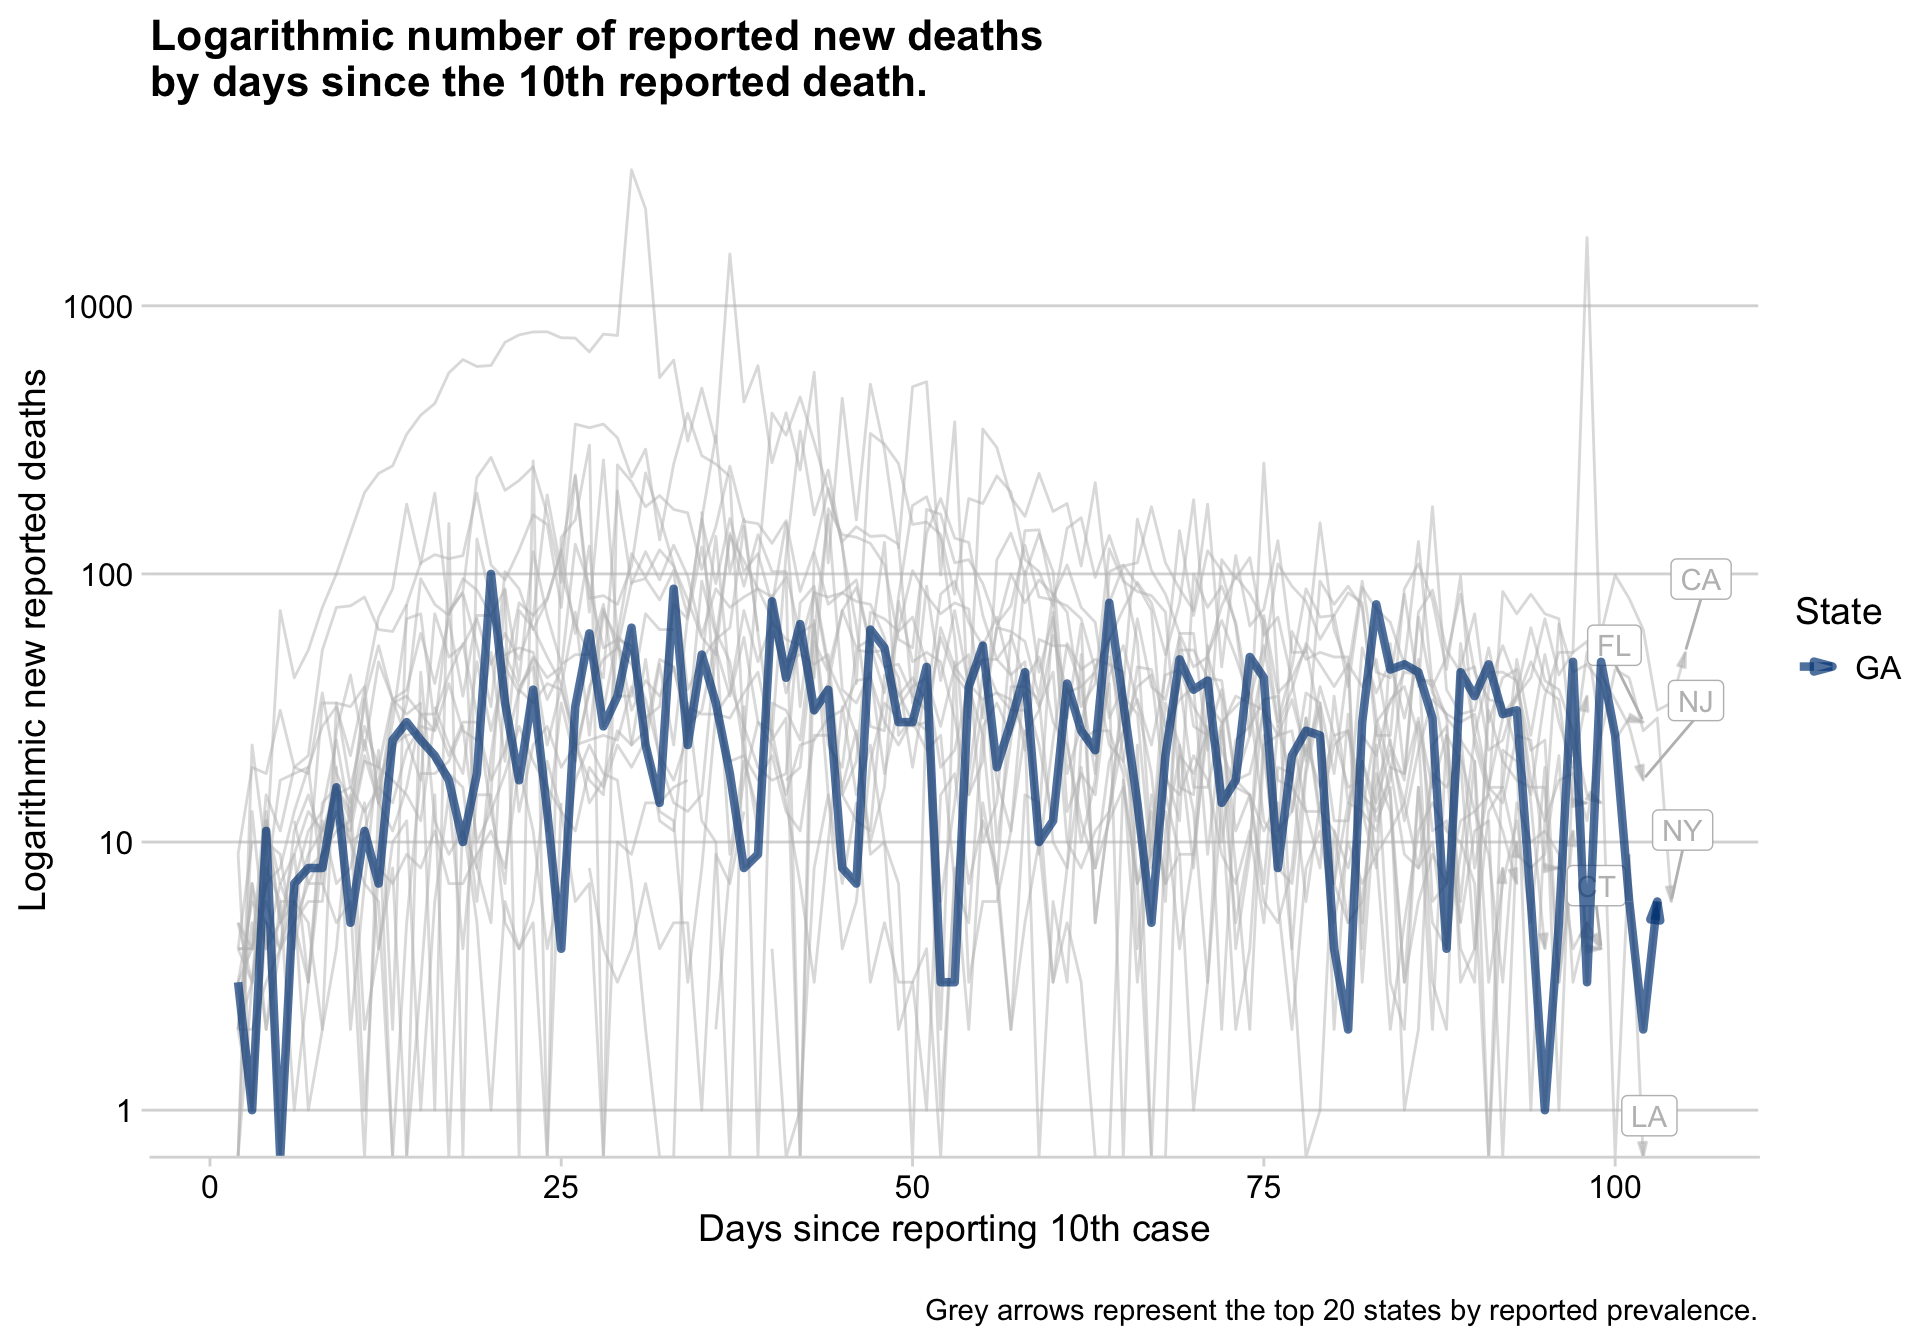 Logarithmic number of reported new deaths
by days since the 10th reported death.
Logarithmic new reported deaths
1000
100
10
1
CA
FL
NJ
NY
CT
LA
State
GA
0
25
50
75
100
Days since reporting 10th case
Grey arrows represent the top 20 states by reported prevalence.